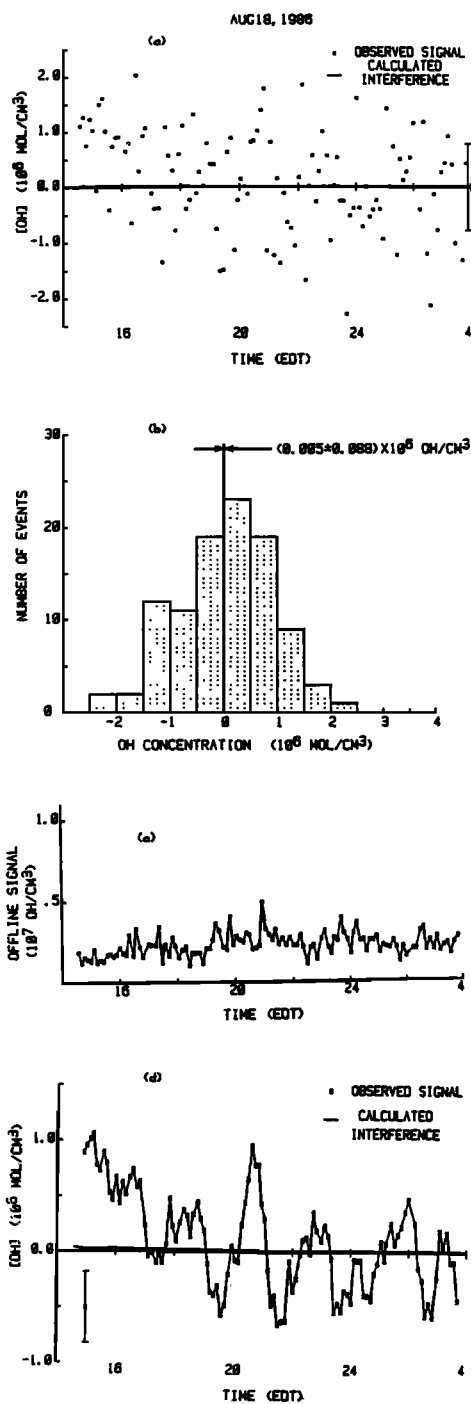 AUG18, 1986
(a)
▪ OBSERVED SIGNAL
— CALCULATED
INTERFERENCE
[OH] (10⁶ MOL/CM³)
2.0
1.0
0.0
-1.0
-2.0
16 20 24 4
TIME (EDT)
(b)
(0.005±0.088)X10⁶ OH/CM³
NUMBER OF EVENTS
30
20
10
0
-2 -1 0 1 2 3 4
OH CONCENTRATION (10⁶ MOL/CM³)
(c)
OFFLINE SIGNAL
(10⁷ OH/CM³)
1.0
.5
16 20 24 4
TIME (EDT)
(d)
▪ OBSERVED SIGNAL
— CALCULATED
INTERFERENCE
[OH] (10⁶ MOL/CM³)
1.0
0.0
-1.0
16 20 24 4
TIME (EDT)